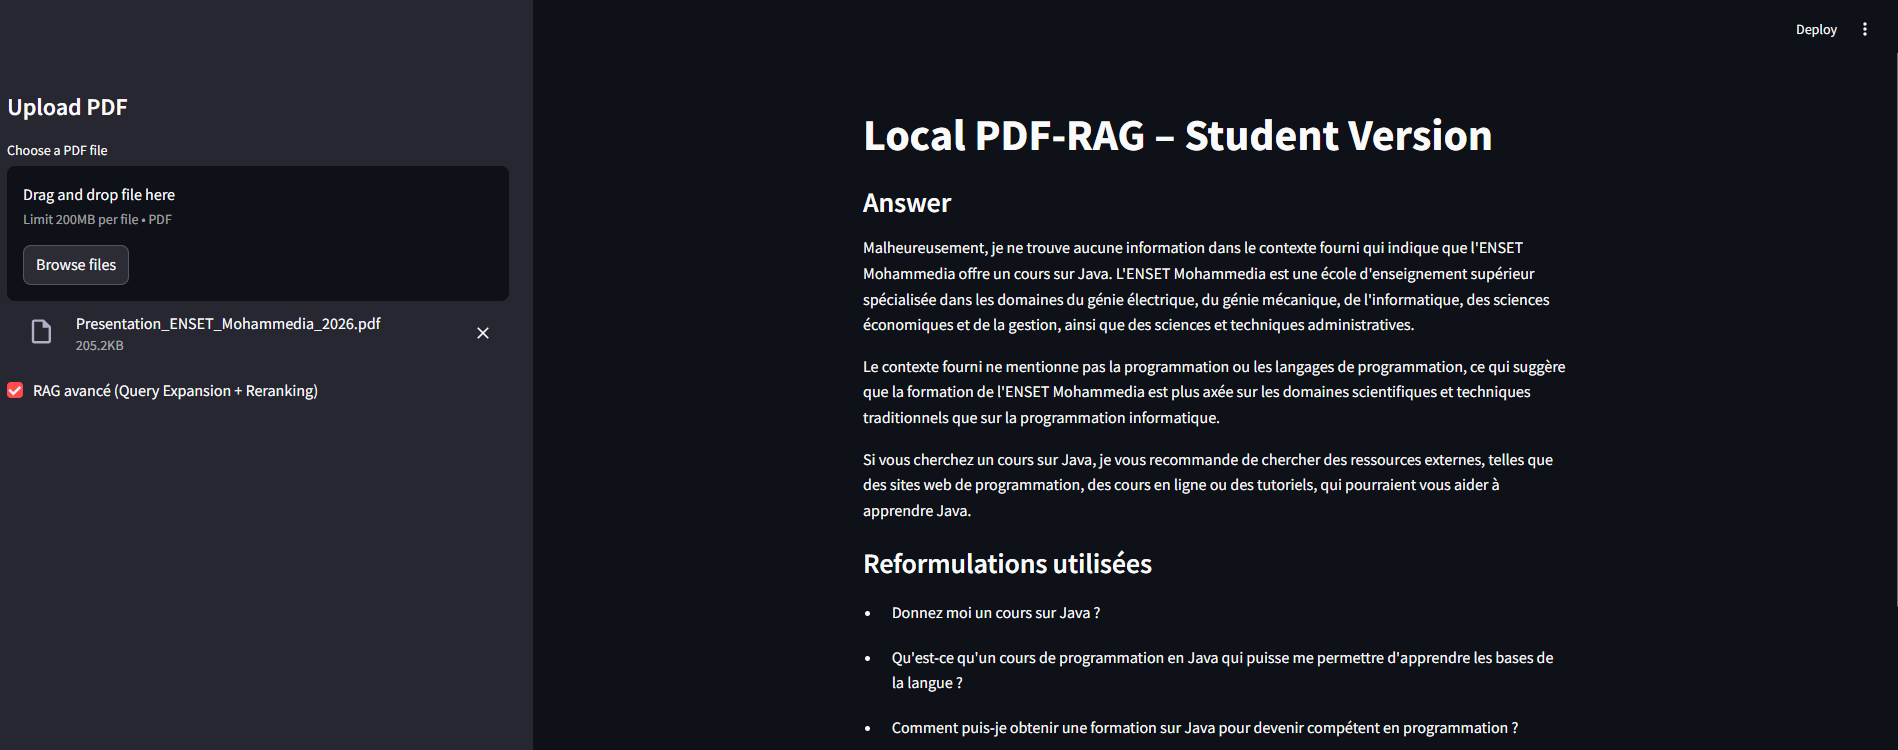 Deploy
Upload PDF
Choose a PDF file
Drag and drop file here
Limit 200MB per file • PDF
Browse files
Presentation_ENSET_Mohammedia_2026.pdf
205.2KB
RAG avancé (Query Expansion + Reranking)
Local PDF-RAG – Student Version
Answer
Malheureusement, je ne trouve aucune information dans le contexte fourni qui indique que l'ENSET
Mohammedia offre un cours sur Java. L'ENSET Mohammedia est une école d'enseignement supérieur
spécialisée dans les domaines du génie électrique, du génie mécanique, de l'informatique, des sciences
économiques et de la gestion, ainsi que des sciences et techniques administratives.
Le contexte fourni ne mentionne pas la programmation ou les langages de programmation, ce qui suggère
que la formation de l'ENSET Mohammedia est plus axée sur les domaines scientifiques et techniques
traditionnels que sur la programmation informatique.
Si vous cherchez un cours sur Java, je vous recommande de chercher des ressources externes, telles que
des sites web de programmation, des cours en ligne ou des tutoriels, qui pourraient vous aider à
apprendre Java.
Reformulations utilisées
• Donnez moi un cours sur Java ?
• Qu'est-ce qu'un cours de programmation en Java qui puisse me permettre d'apprendre les bases de
la langue ?
• Comment puis-je obtenir une formation sur Java pour devenir compétent en programmation ?